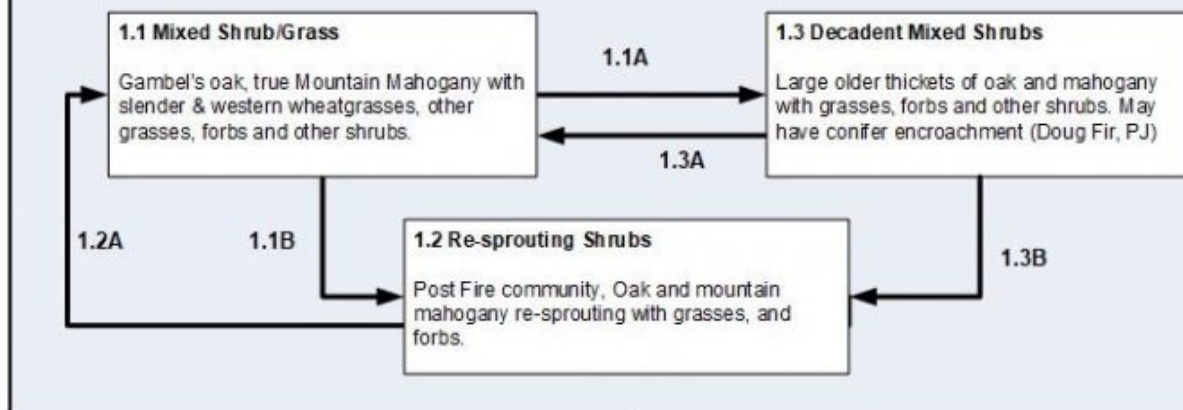 1.1 Mixed Shrub/Grass
Gambel's oak, true Mountain Mahogany with
slender & western wheatgrasses, other
grasses, forbs and other shrubs.
1.1A
1.3A
1.3 Decadent Mixed Shrubs
Large older thickets of oak and mahogany
with grasses, forbs and other shrubs. May
have conifer encroachment (Doug Fir, PJ)
1.2A
1.1B
1.2 Re-sprouting Shrubs
Post Fire community, Oak and mountain
mahogany re-sprouting with grasses, and
forbs.
1.3B